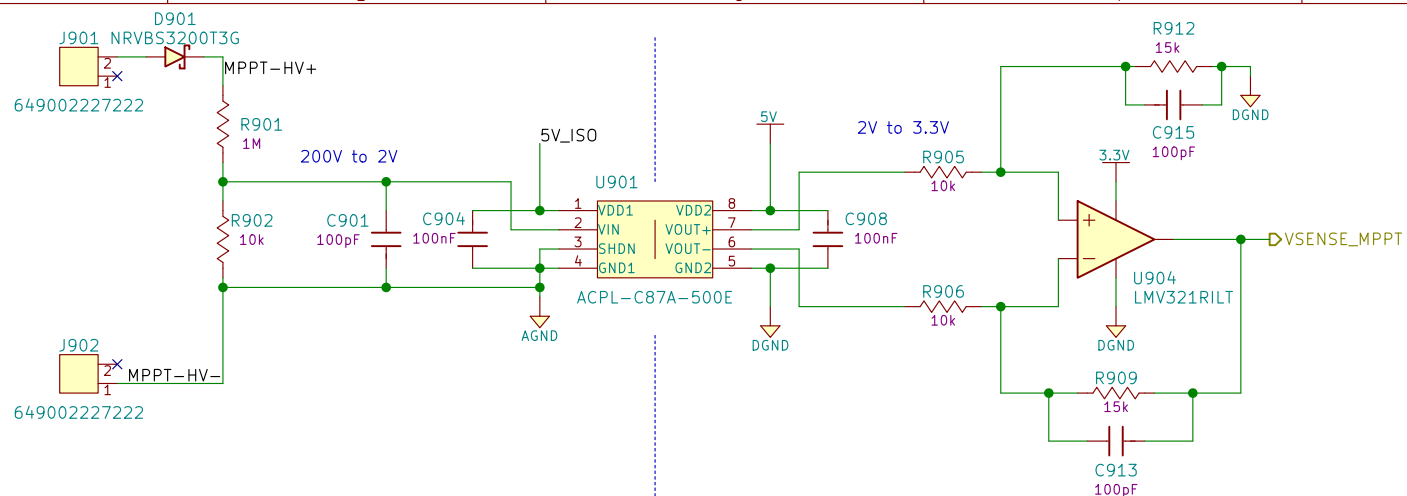 D901
NRVBS3200T3G
J901
2
1
MPPT-HV+
649002227222
R901
1M
200V to 2V
5V_ISO
R902
10k
C901
100pF
C904
100nF
U901
1
2
3
4
VDD1
VIN
SHDN
GND1
VDD2
VOUT+
VOUT-
GND2
8
7
6
5
ACPL-C87A-500E
AGND
J902
2
1
MPPT-HV-
649002227222
5V
2V to 3.3V
C908
100nF
DGND
R905
10k
R906
10k
R912
15k
C915
100pF
DGND
3.3V
+
−
U904
LMV321RILT
DGND
VSENSE_MPPT
R909
15k
C913
100pF